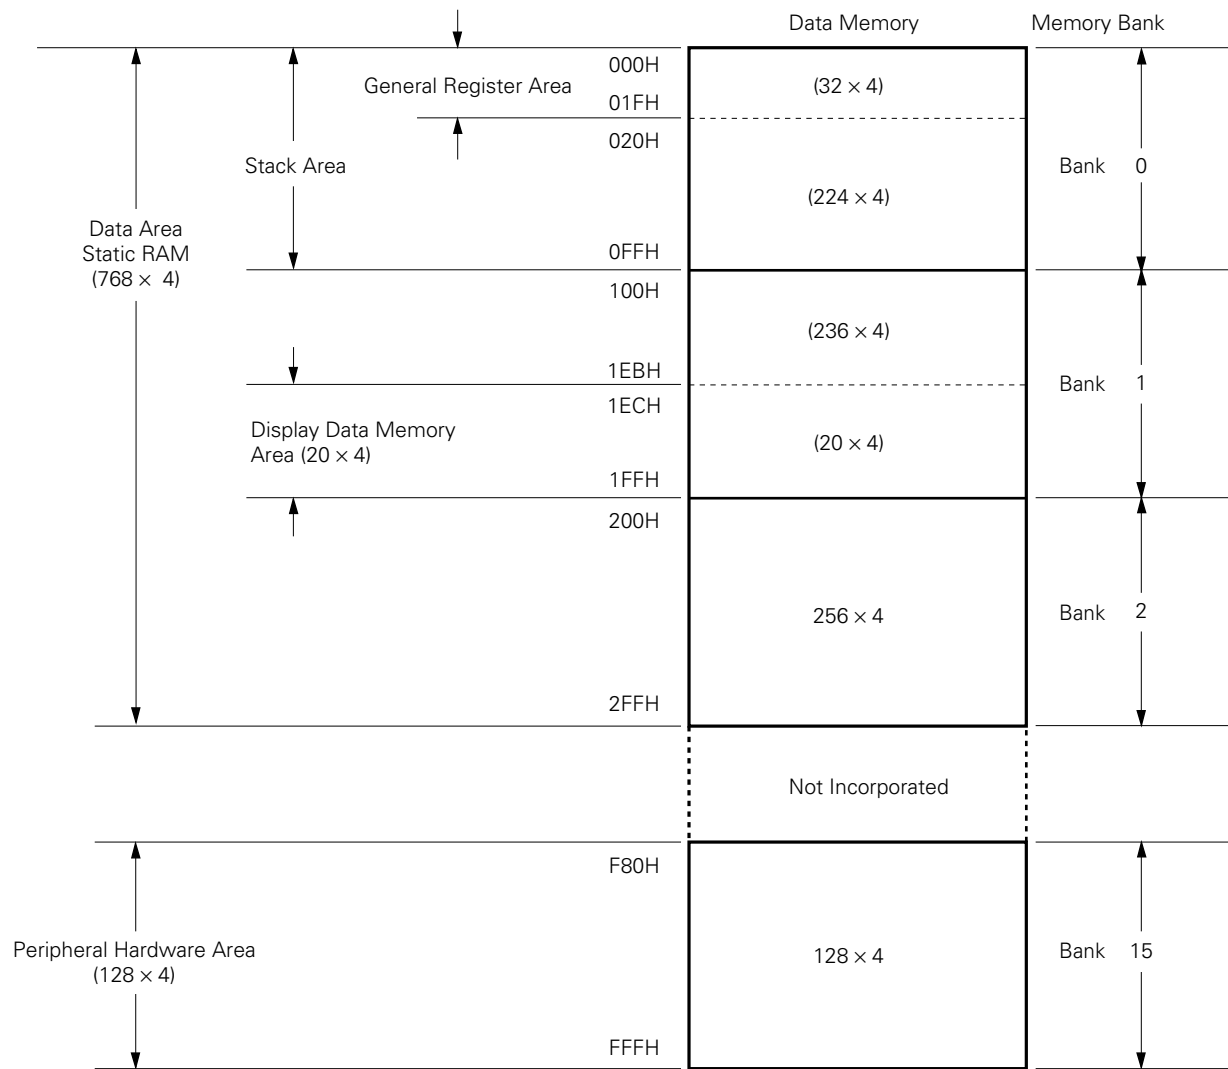 Data Memory
Memory Bank
000H
General Register Area
(32 × 4)
01FH
020H
Stack Area
Bank 0
(224 × 4)
Data Area
Static RAM
(768 × 4)
0FFH
100H
(236 × 4)
1EBH
Bank 1
1ECH
Display Data Memory
Area (20 × 4)
(20 × 4)
1FFH
200H
256 × 4
Bank 2
2FFH
Not Incorporated
F80H
Peripheral Hardware Area
(128 × 4)
128 × 4
Bank 15
FFFH